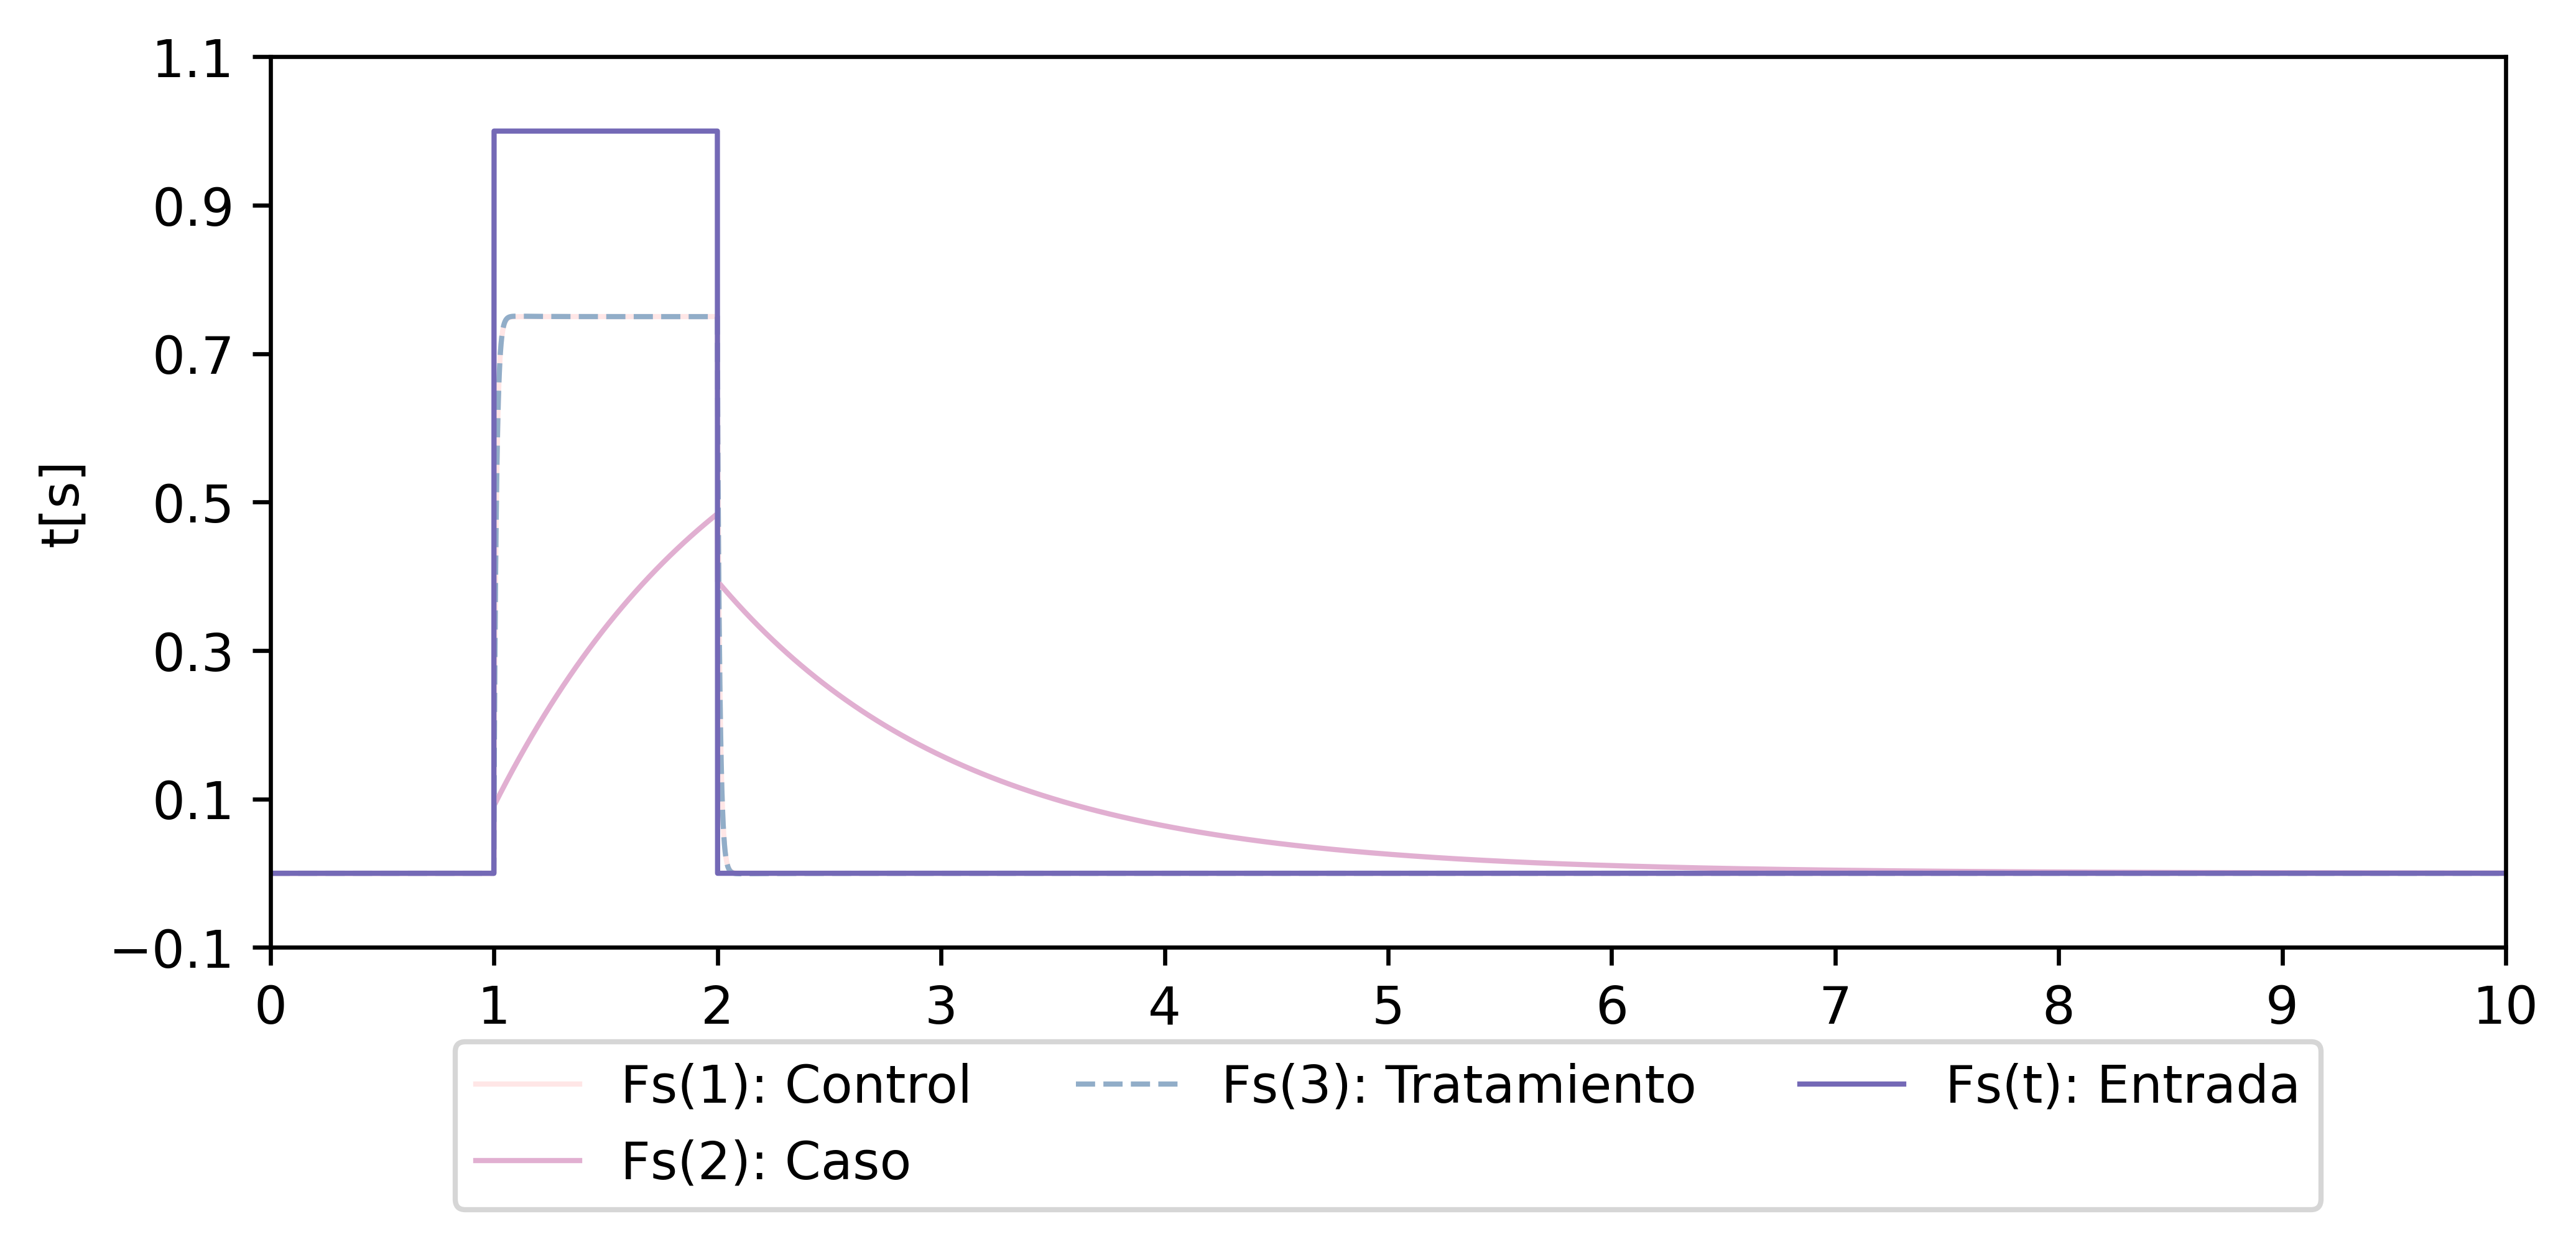 1.1
0.9
0.7
0.5
0.3
0.1
−0.1
t[s]
0 1 2 3 4 5 6 7 8 9 10
Fs(1): Control Fs(3): Tratamiento Fs(t): Entrada
Fs(2): Caso